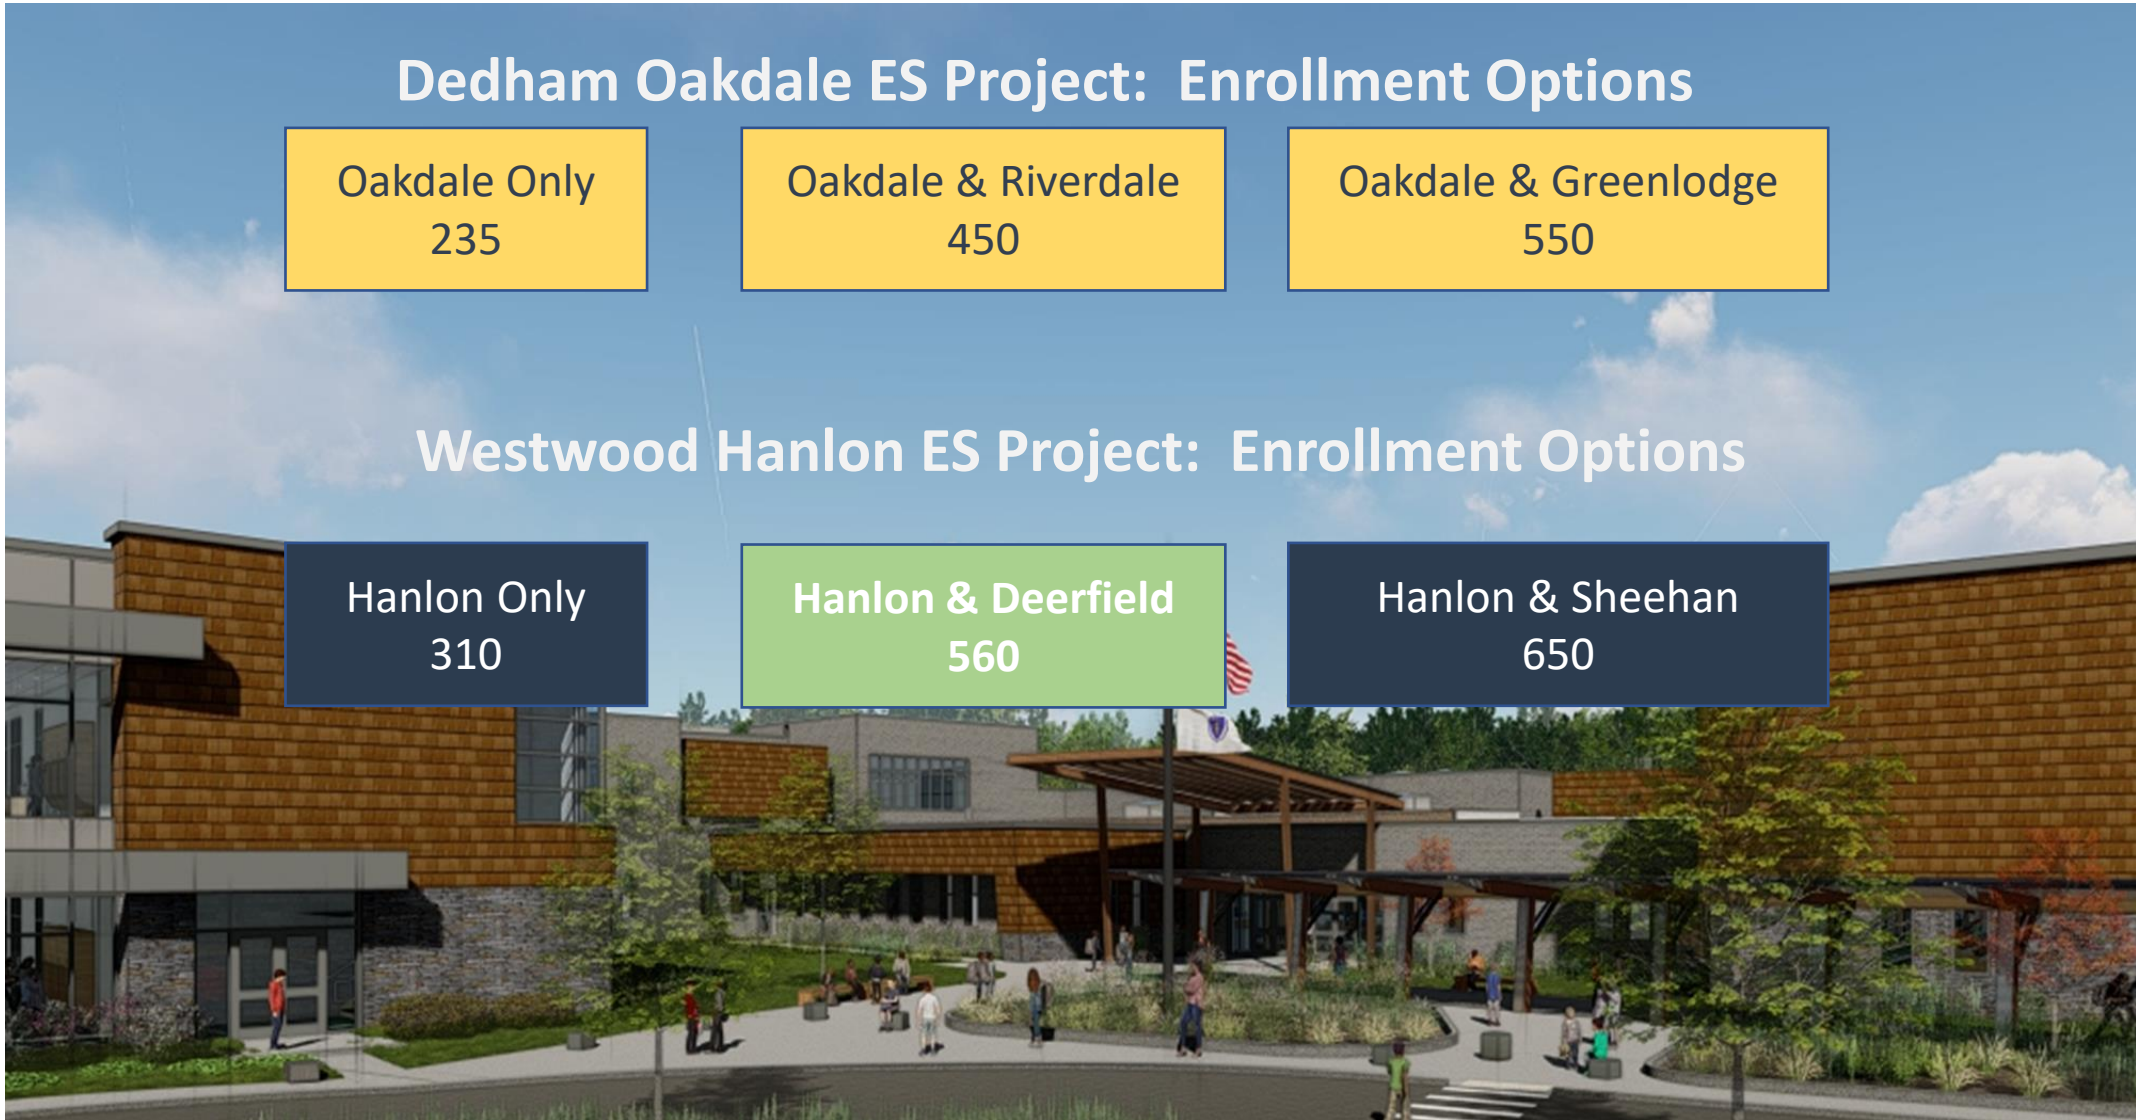 Dedham Oakdale ES Project:  Enrollment Options
Oakdale Only
235
Oakdale & Riverdale
450
Oakdale & Greenlodge
550
Westwood Hanlon ES Project:  Enrollment Options
Hanlon Only
310
Hanlon & Deerfield
560
Hanlon & Sheehan
650